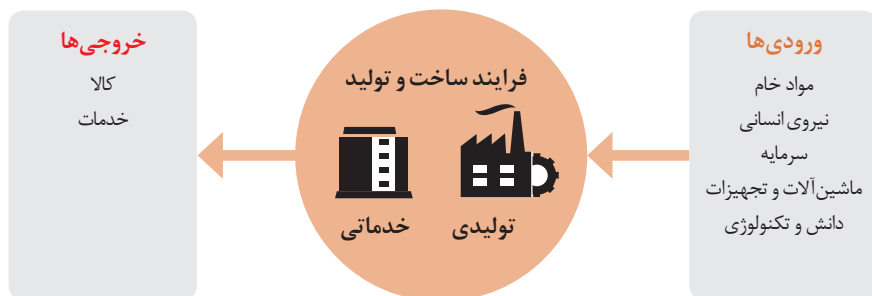 ورودی‌ها
مواد خام
نیروی انسانی
سرمایه
ماشین‌آلات و تجهیزات
دانش و تکنولوژی
فرایند ساخت و تولید
تولیدی
خدماتی
خروجی‌ها
کالا
خدمات